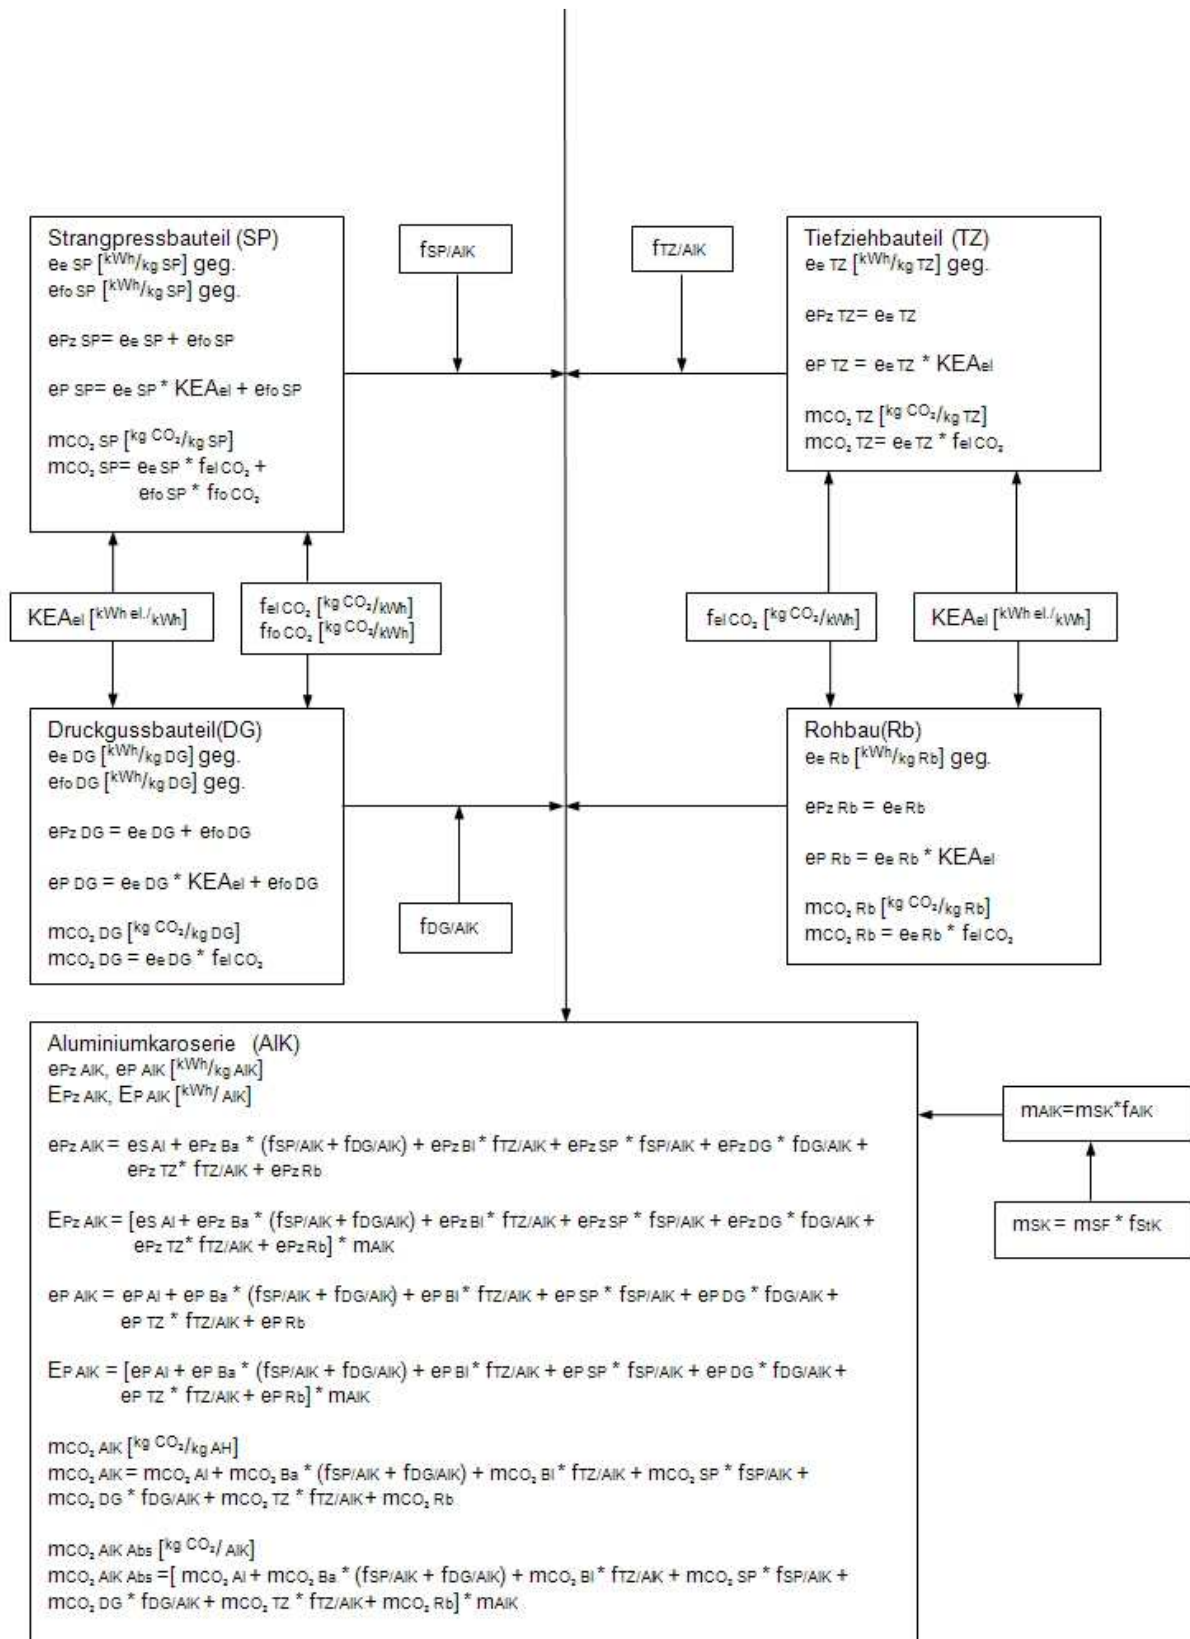 Strangpressbauteil (SP)
ee SP [kWh/kg SP] geg.
efo SP [kWh/kg SP] geg.
ePz SP= ee SP + efo SP
eP SP= ee SP * KEAel + efo SP
mCO₂ SP [kg CO₂/kg SP]
mCO₂ SP= ee SP * fel CO₂ +
efo SP * ffo CO₂
fSP/AlK
fTZ/AlK
Tiefziehbauteil (TZ)
ee TZ [kWh/kg TZ] geg.
ePz TZ= ee TZ
eP TZ = ee TZ * KEAel
mCO₂ TZ [kg CO₂/kg TZ]
mCO₂ TZ= ee TZ * fel CO₂
KEAel [kWh el./kWh]
fel CO₂ [kg CO₂/kWh]
ffo CO₂ [kg CO₂/kWh]
fel CO₂ [kg CO₂/kWh]
KEAel [kWh el./kWh]
Druckgussbauteil(DG)
ee DG [kWh/kg DG] geg.
efo DG [kWh/kg DG] geg.
ePz DG = ee DG + efo DG
eP DG = ee DG * KEAel + efo DG
mCO₂ DG [kg CO₂/kg DG]
mCO₂ DG = ee DG * fel CO₂
fDG/AlK
Rohbau(Rb)
ee Rb [kWh/kg Rb] geg.
ePz Rb = ee Rb
eP Rb = ee Rb * KEAel
mCO₂ Rb [kg CO₂/kg Rb]
mCO₂ Rb = ee Rb * fel CO₂
Aluminiumkaroserie (AlK)
ePz AlK, eP AlK [kWh/kg AlK]
EPz AlK, EP AlK [kWh/ AlK]
ePz AlK = eS Al + ePz Ba * (fSP/AlK + fDG/AlK) + ePz Bl * fTZ/AlK + ePz SP * fSP/AlK + ePz DG * fDG/AlK +
ePz TZ* fTZ/AlK + ePz Rb
EPz AlK = [eS Al + ePz Ba * (fSP/AlK + fDG/AlK) + ePz Bl * fTZ/AlK + ePz SP * fSP/AlK + ePz DG * fDG/AlK +
ePz TZ* fTZ/AlK + ePz Rb] * mAlK
eP AlK = eP Al + eP Ba * (fSP/AlK + fDG/AlK) + eP Bl * fTZ/AlK + eP SP * fSP/AlK + eP DG * fDG/AlK +
eP TZ * fTZ/AlK + eP Rb
EP AlK = [eP Al + eP Ba * (fSP/AlK + fDG/AlK) + eP Bl * fTZ/AlK + eP SP * fSP/AlK + eP DG * fDG/AlK +
eP TZ * fTZ/AlK + eP Rb] * mAlK
mCO₂ AlK [kg CO₂/kg AH]
mCO₂ AlK = mCO₂ Al + mCO₂ Ba * (fSP/AlK + fDG/AlK) + mCO₂ Bl * fTZ/AlK + mCO₂ SP * fSP/AlK +
mCO₂ DG * fDG/AlK + mCO₂ TZ * fTZ/AlK + mCO₂ Rb
mCO₂ AlK Abs [kg CO₂/ AlK]
mCO₂ AlK Abs =[ mCO₂ Al + mCO₂ Ba * (fSP/AlK + fDG/AlK) + mCO₂ Bl * fTZ/AlK + mCO₂ SP * fSP/AlK +
mCO₂ DG * fDG/AlK + mCO₂ TZ * fTZ/AlK + mCO₂ Rb] * mAlK
mAlK=mSK*fAlK
mSK = mSF * fStK